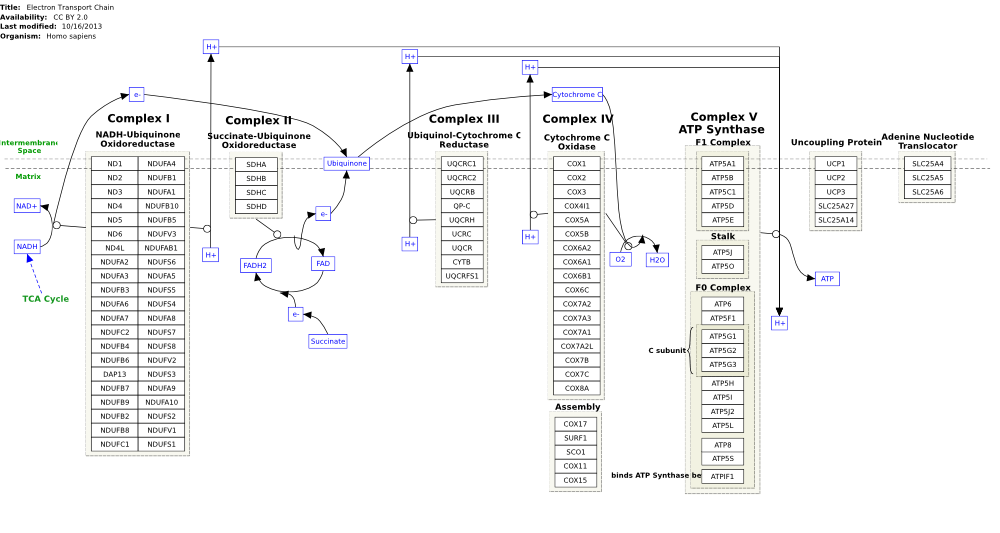 Title: Electron Transport Chain
Availability: CC BY 2.0
Last modified: 10/16/2013
Organism: Homo sapiens
H+
H+
H+
e-
Cytochrome C
Complex I
NADH-Ubiquinone
Oxidoreductase
Complex II
Succinate-Ubiquinone
Oxidoreductase
Complex III
Ubiquinol-Cytochrome C
Reductase
Complex IV
Cytochrome C
Oxidase
Complex V
ATP Synthase
F1 Complex
Uncoupling Protein
Adenine Nucleotide
Translocator
Intermembrane
Space
Matrix
NAD+
NADH
TCA Cycle
ND1 NDUFA4
ND2 NDUFB1
ND3 NDUFA1
ND4 NDUFB10
ND5 NDUFB5
ND6 NDUFV3
ND4L NDUFAB1
NDUFA2 NDUFS6
NDUFA3 NDUFA5
NDUFB3 NDUFS5
NDUFA6 NDUFS4
NDUFA7 NDUFA8
NDUFC2 NDUFS7
NDUFB4 NDUFS8
NDUFB6 NDUFV2
DAP13 NDUFS3
NDUFB7 NDUFA9
NDUFB9 NDUFA10
NDUFB2 NDUFS2
NDUFB8 NDUFV1
NDUFC1 NDUFS1
H+
SDHA
SDHB
SDHC
SDHD
Ubiquinone
e-
FADH2
FAD
e-
Succinate
H+
UQCRC1
UQCRC2
UQCRB
QP-C
UQCRH
UCRC
UQCR
CYTB
UQCRFS1
H+
COX1
COX2
COX3
COX4I1
COX5A
COX5B
COX6A2
COX6A1
COX6B1
COX6C
COX7A2
COX7A3
COX7A1
COX7A2L
COX7B
COX7C
COX8A
Assembly
COX17
SURF1
SCO1
COX11
COX15
O2
H2O
ATP5A1
ATP5B
ATP5C1
ATP5D
ATP5E
Stalk
ATP5J
ATP5O
F0 Complex
ATP6
ATP5F1
C subunit
ATP5G1
ATP5G2
ATP5G3
ATP5H
ATP5I
ATP5J2
ATP5L
ATP8
ATP5S
binds ATP Synthase be
ATPIF1
ATP
H+
UCP1
UCP2
UCP3
SLC25A27
SLC25A14
SLC25A4
SLC25A5
SLC25A6